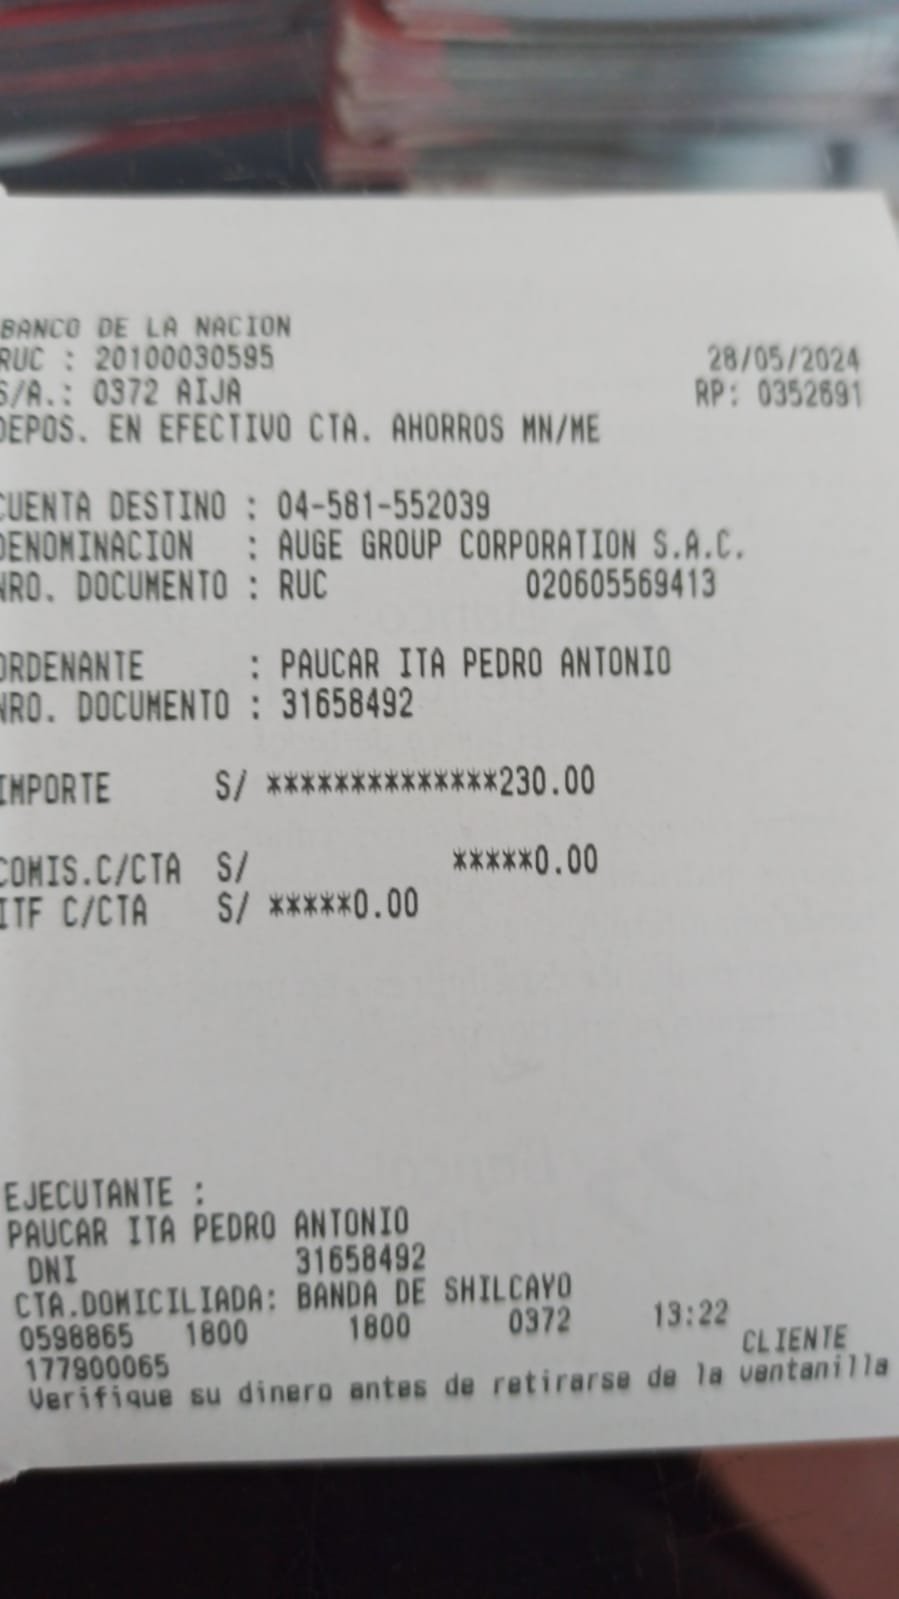 BANCO DE LA NACION
RUC : 20100030595 28/05/2024
S/A.: 0372 AIJA RP: 0352691
DEPOS. EN EFECTIVO CTA. AHORROS MN/ME
CUENTA DESTINO : 04-581-552039
DENOMINACION : AUGE GROUP CORPORATION S.A.C.
NRO. DOCUMENTO : RUC 020605569413
ORDENANTE : PAUCAR ITA PEDRO ANTONIO
NRO. DOCUMENTO : 31658492
IMPORTE S/ **************230.00
COMIS.C/CTA S/ *****0.00
ITF C/CTA S/ *****0.00
EJECUTANTE :
PAUCAR ITA PEDRO ANTONIO
DNI 31658492
CTA.DOMICILIADA: BANDA DE SHILCAYO
0598865 1800 1800 0372 13:22
177900065 CLIENTE
Verifique su dinero antes de retirarse de la ventanilla